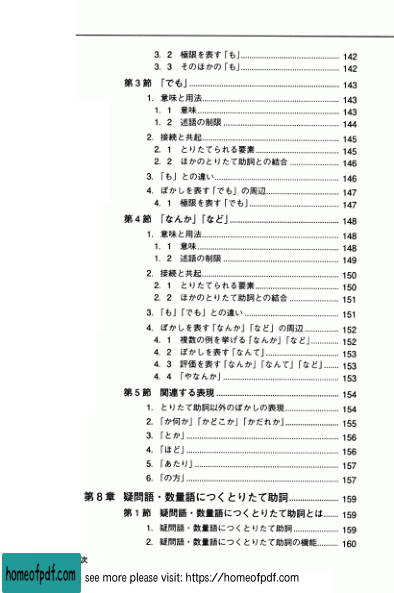 3. 2 極限を表す「も」 142
3. 3 そのほかの「も」 142
第3節 「でも」 143
1. 意味と用法 143
1. 1 意味 143
1. 2 述語の制限 144
2. 接続と共起 145
2. 1 とりたてられる要素 145
2. 2 ほかのとりたて助詞との結合 146
3. 「も」との違い 146
4. ぼかしを表す「でも」の周辺 147
4. 1 極限を表す「でも」 147
第4節 「なんか」「など」 148
1. 意味と用法 148
1. 1 意味 148
1. 2 述語の制限 149
2. 接続と共起 150
2. 1 とりたてられる要素 150
2. 2 ほかのとりたて助詞との結合 151
3. 「も」「でも」との違い 151
4. ぼかしを表す「なんか」「など」の周辺 152
4. 1 複数の例を挙げる「なんか」「など」 152
4. 2 ぼかしを表す「なんて」 153
4. 3 評価を表す「なんか」「なんて」「など」 153
4. 4 「やなんか」 153
第5節 関連する表現 154
1. とりたて助詞以外のぼかしの表現 154
2. 「か何か」「かどこか」「かだれか」 155
3. 「とか」 156
4. 「ほど」 156
5. 「あたり」 157
6. 「の方」 157
第8章 疑問語・数量語につくとりたて助詞 159
第1節 疑問語・数量語につくとりたて助詞とは 159
1. 疑問語・数量語につくとりたて助詞 159
2. 疑問語・数量語につくとりたて助詞の機能 160
次
homeofpdf.com see more please visit: https://homeofpdf.com